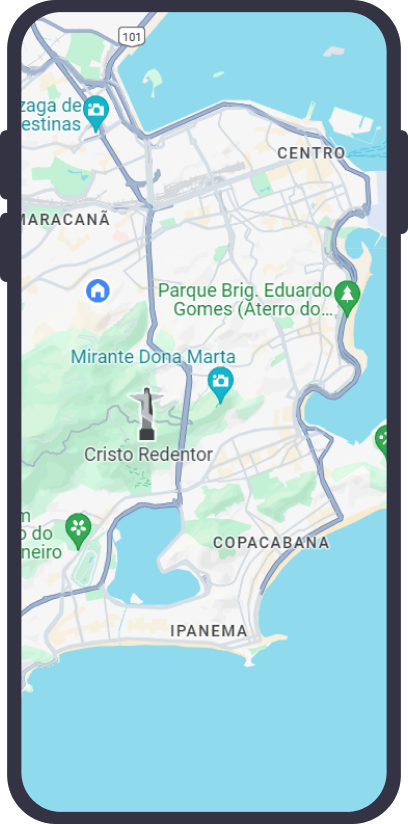 101
zaga de
estinas
CENTRO
MARACANÃ
Parque Brig. Eduardo
Gomes (Aterro do...
Mirante Dona Marta
Cristo Redentor
m
o do
neiro
COPACABANA
IPANEMA